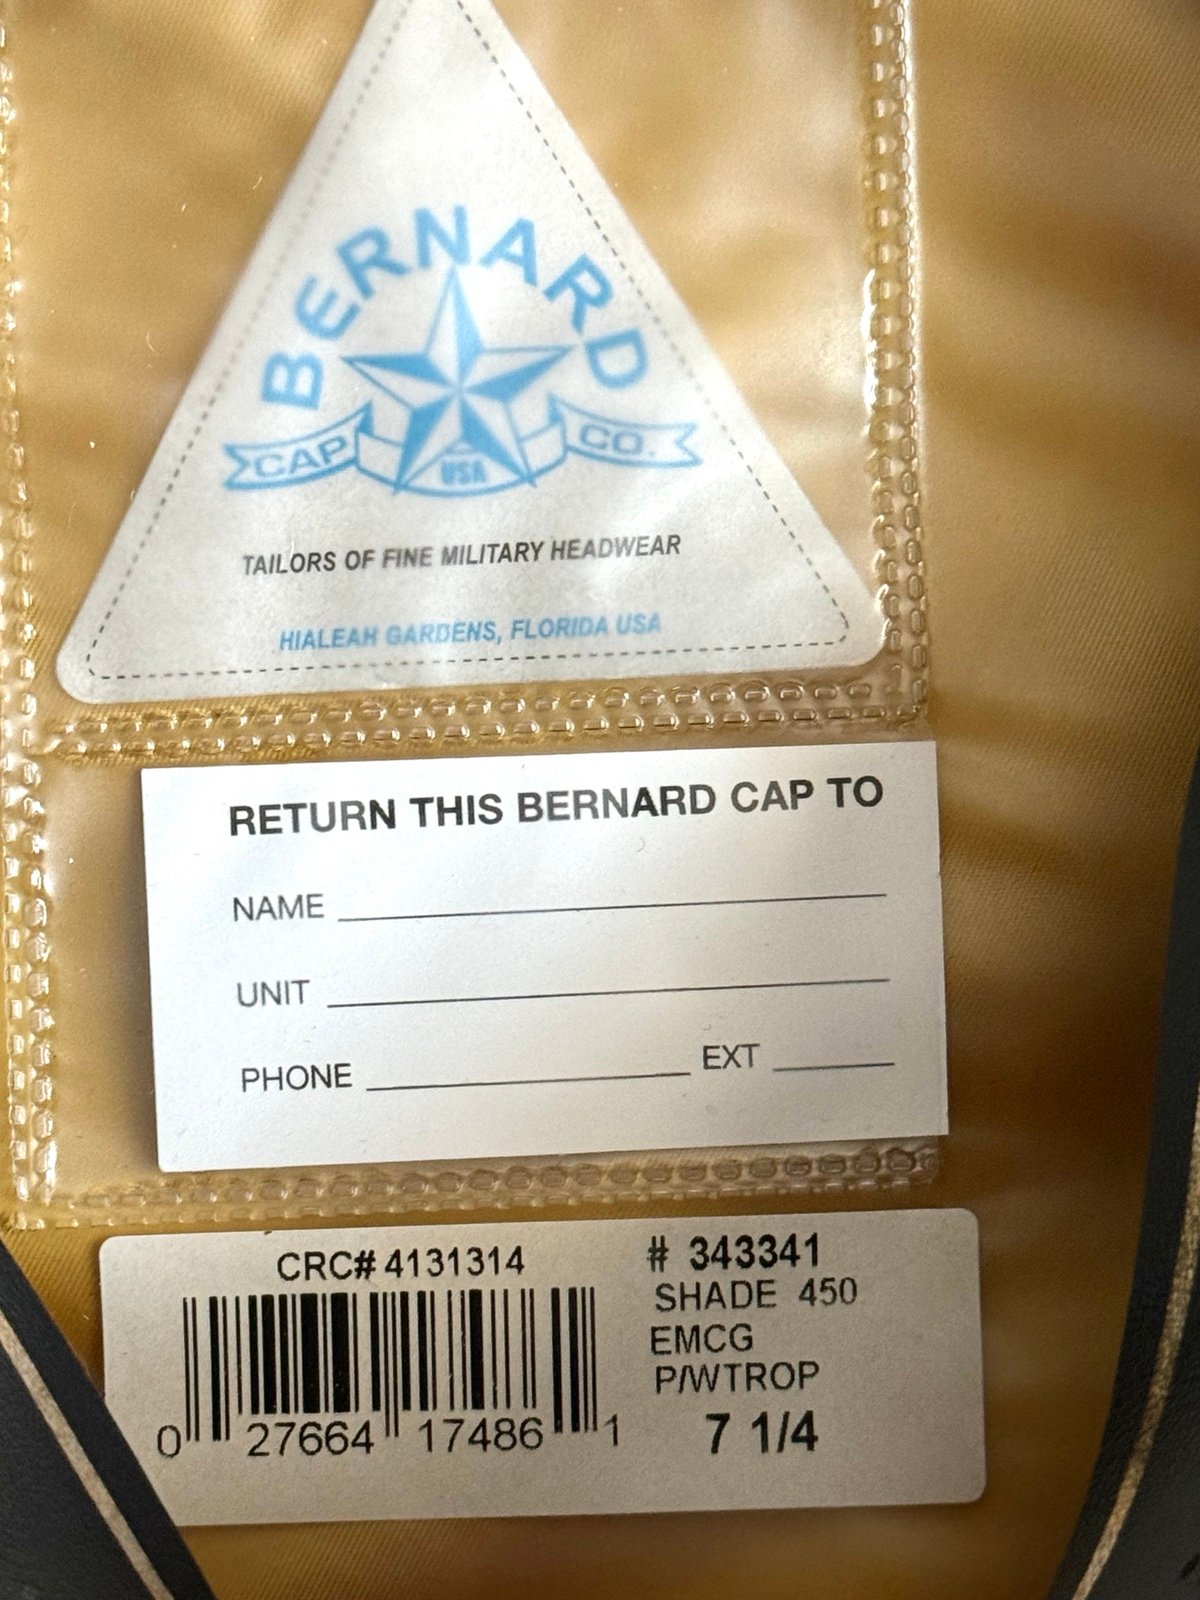 BERNARD
CAP CO.
USA
TAILORS OF FINE MILITARY HEADWEAR
HIALEAH GARDENS, FLORIDA USA
RETURN THIS BERNARD CAP TO
NAME
UNIT
PHONE EXT
CRC# 4131314
0 27664 17486 1
# 343341
SHADE 450
EMCG
P/WTROP
7 1/4